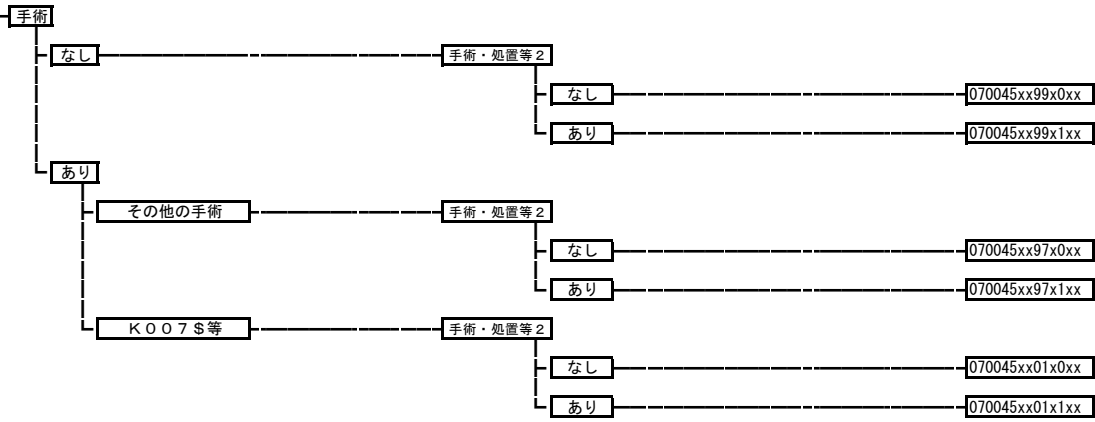 手術
なし
手術・処置等２
なし
070045xx99x0xx
あり
070045xx99x1xx
あり
その他の手術
手術・処置等２
なし
070045xx97x0xx
あり
070045xx97x1xx
Ｋ００７＄等
手術・処置等２
なし
070045xx01x0xx
あり
070045xx01x1xx